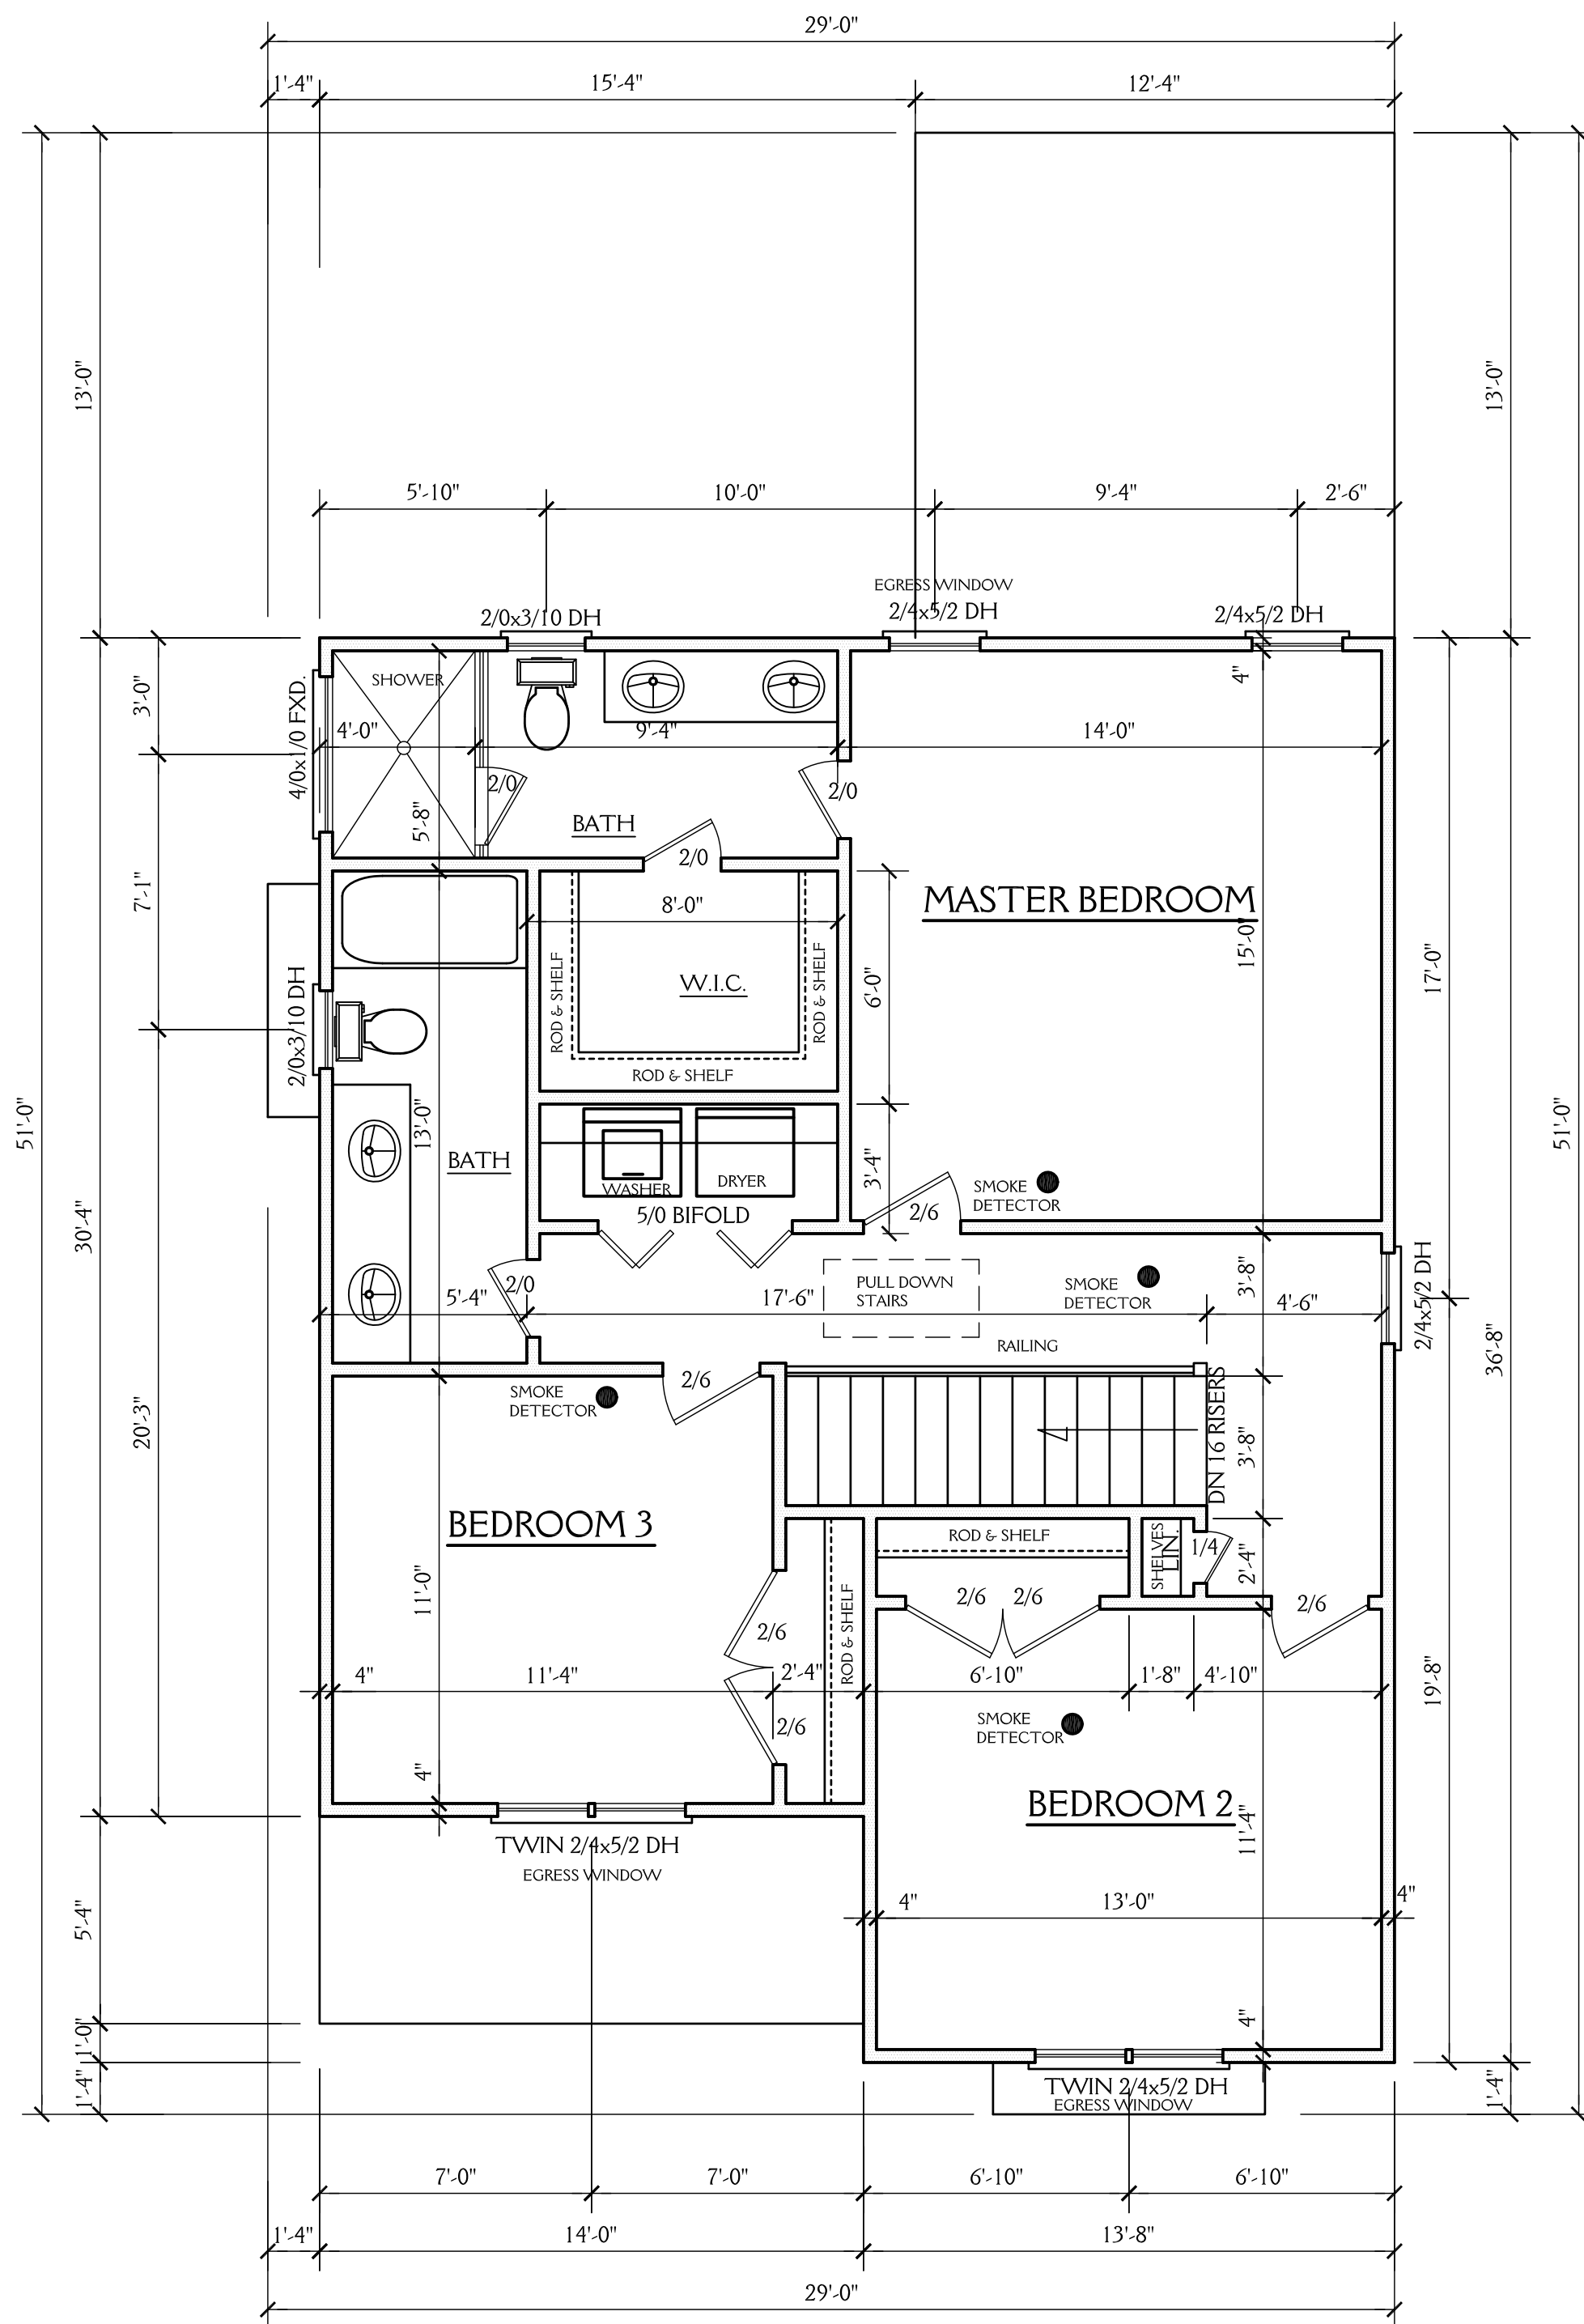 29'-0"
1'-4" 15'-4" 12'-4"
13'-0" 13'-0"
5'-10" 10'-0" 9'-4" 2'-6"
EGRESS WINDOW
2/0x3/10 DH 2/4x5/2 DH 2/4x5/2 DH
3'-0"
4/0x1/0 FXD.
SHOWER
4"
4'-0" 9'-4" 14'-0"
2/0 2/0
5'-8"
BATH
2/0
7'-1"
8'-0"
MASTER BEDROOM
15'-0"
17'-0"
2/0x3/10 DH
ROD & SHELF
W.I.C.
ROD & SHELF
6'-0"
ROD & SHELF
51'-0" 51'-0"
30'-4"
13'-0"
BATH
WASHER
DRYER
3'-4"
5/0 BIFOLD
2/6
SMOKE
DETECTOR
2/0
5'-4" 17'-6"
PULL DOWN
STAIRS
SMOKE
DETECTOR
3'-8"
4'-6"
2/4x5/2 DH
RAILING
36'-8"
20'-3"
SMOKE
DETECTOR
2/6
DN 16 RISERS
3'-8"
BEDROOM 3
ROD & SHELF
SHELVES
LIN.
1/4
2'-4"
11'-0"
2/6
ROD & SHELF
2/6 2/6
2/6
4" 11'-4" 2'-4" 6'-10" 1'-8" 4'-10"
19'-8"
2/6
SMOKE
DETECTOR
4"
BEDROOM 2
11'-4"
TWIN 2/4x5/2 DH
EGRESS WINDOW
5'-4"
4" 13'-0" 4"
1'-0"
4"
1'-4"
TWIN 2/4x5/2 DH
EGRESS WINDOW
1'-4"
7'-0" 7'-0" 6'-10" 6'-10"
1'-4" 14'-0" 13'-8"
29'-0"